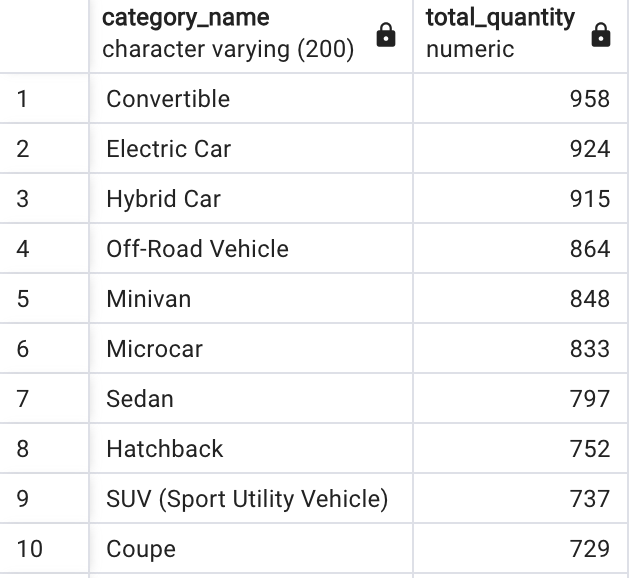 category_name total_quantity
character varying (200) numeric
1 Convertible 958
2 Electric Car 924
3 Hybrid Car 915
4 Off-Road Vehicle 864
5 Minivan 848
6 Microcar 833
7 Sedan 797
8 Hatchback 752
9 SUV (Sport Utility Vehicle) 737
10 Coupe 729